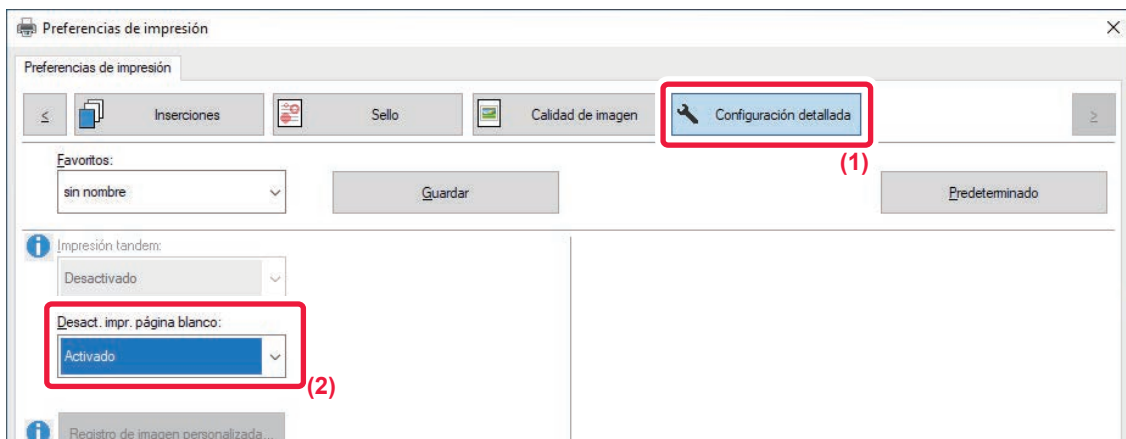 Preferencias de impresión
Preferencias de impresión
< Inserciones Sello Calidad de imagen Configuración detallada >
(1)
Favoritos:
sin nombre Guardar Predeterminado
Impresión tandem:
Desactivado
Desact. impr. página blanco:
Activado
(2)
Registro de imagen personalizada...